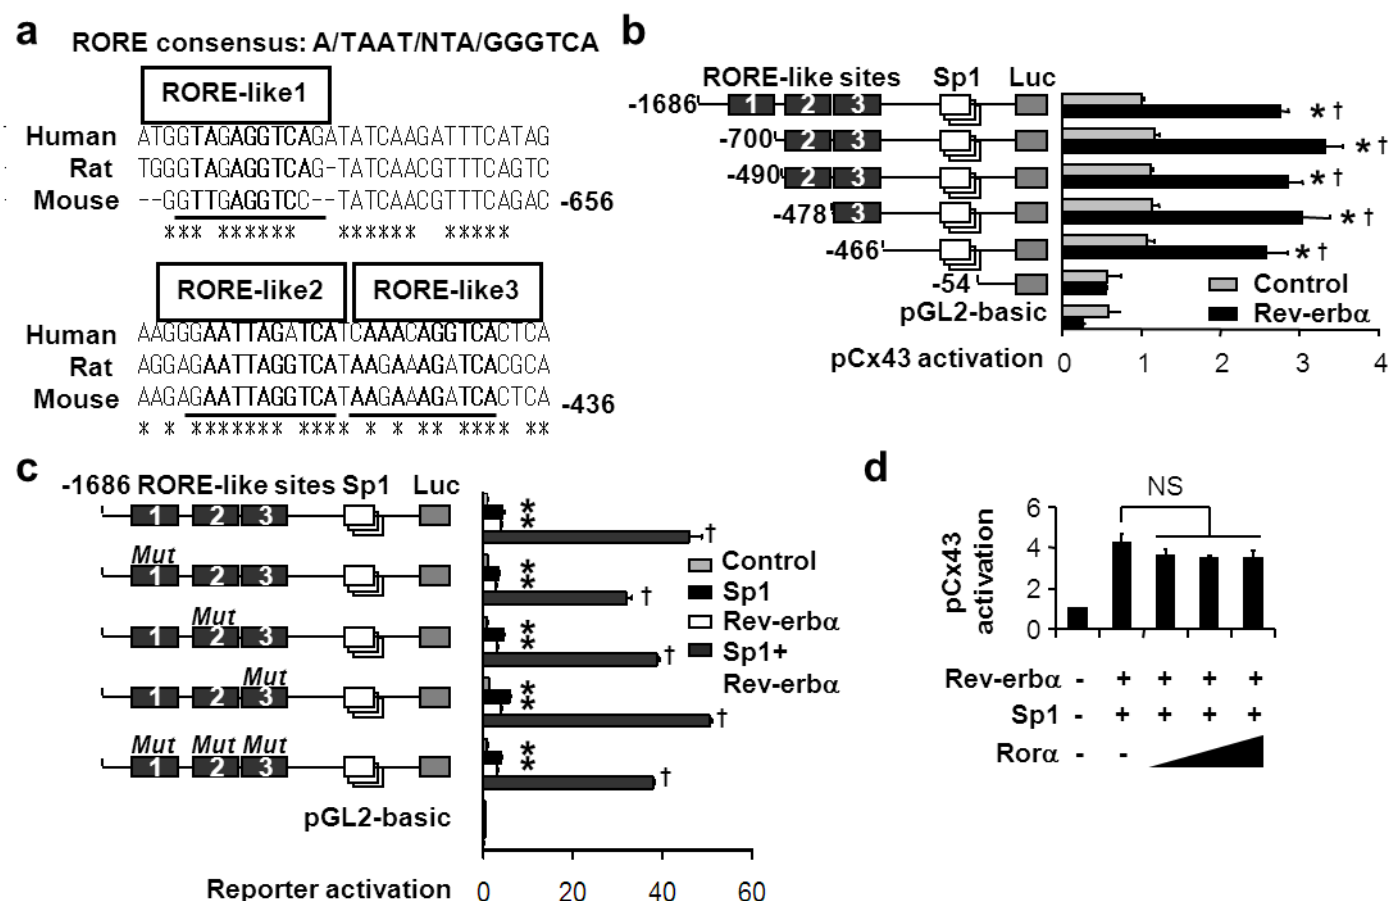 a
RORE consensus: A/TAAT/NTA/GGGTCA
RORE-like1
Human ATGGTAGAGGTCAGATATCAAGATTTCATAG
Rat TGGGTAGAGGTCAG-TATCAACGTTTCAGTC
Mouse --GGTTGAGGTCC--TATCAACGTTTCAGAC -656
*** ****** ****** *****
RORE-like2 RORE-like3
Human AAGGGAATTAGATCATCAAACAGGTCACTCA
Rat AGGAGAATTAGGTCATAAGAAAGATCACGCA
Mouse AAGAGAATTAGGTCATAAGAAAGATCACTCA -436
* * ******* **** * * ** **** **
b
RORE-like sites Sp1 Luc
-1686 1 2 3 * †
-700 2 3 * †
-490 2 3 * †
-478 3 * †
-466 * †
-54 Control
pGL2-basic Rev-erbα
pCx43 activation 0 1 2 3 4
c
-1686 RORE-like sites Sp1 Luc
1 2 3 * * †
Mut
1 2 3 * * †
Mut
1 2 3 * * †
Mut
1 2 3 * * †
Mut Mut Mut
1 2 3 * * †
pGL2-basic
Control
Sp1
Rev-erbα
Sp1+
Rev-erbα
Reporter activation 0 20 40 60
d
NS
pCx43
activation
6
4
2
0
Rev-erbα - + + + +
Sp1 - + + + +
Rorα - -